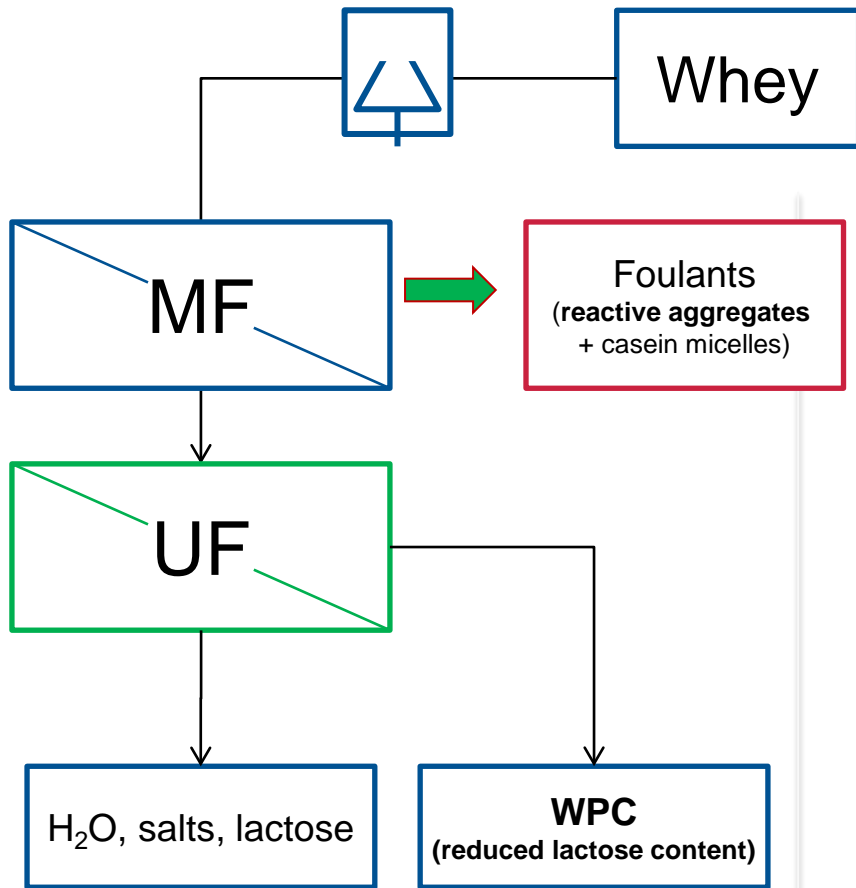 Whey
MF
Foulants
(reactive aggregates
+ casein micelles)
UF
H₂O, salts, lactose
WPC
(reduced lactose content)